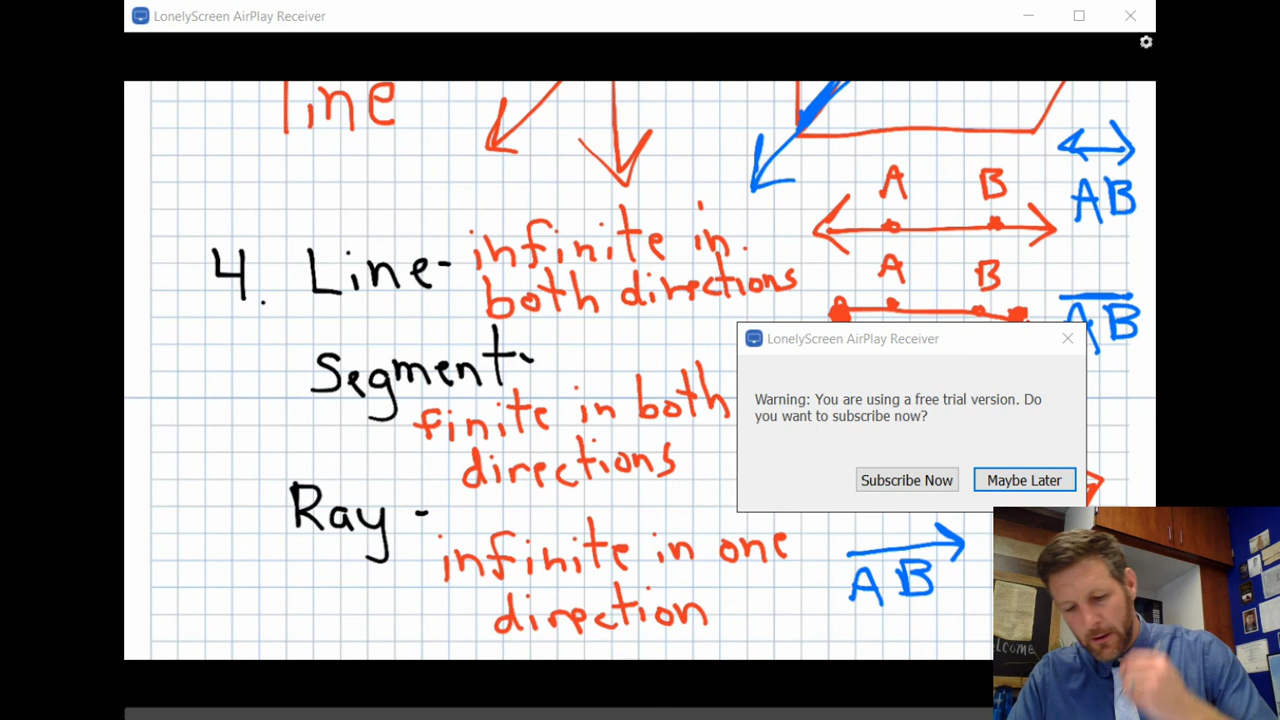 LonelyScreen AirPlay Receiver
line
A B
AB
4. Line- infinite in
both directions
A B
AB
LonelyScreen AirPlay Receiver
Warning: You are using a free trial version. Do
you want to subscribe now?
Subscribe Now Maybe Later
Segment-
finite in both
directions
Ray -
infinite in one
direction
AB
elcome